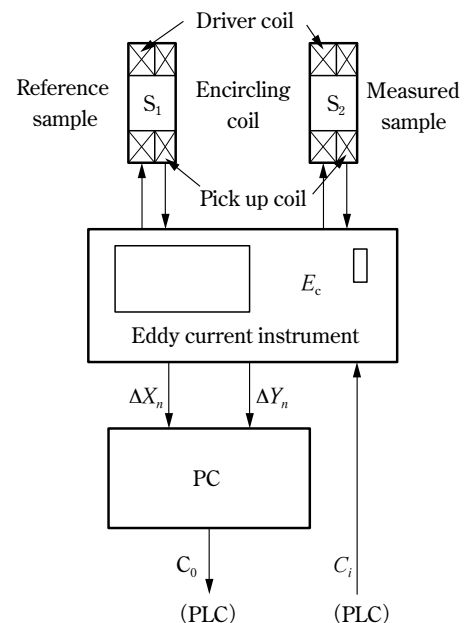 Driver coil
Reference
sample
S1
Encircling
coil
S2
Measured
sample
Pick up coil
Ec
Eddy current instrument
ΔXn
ΔYn
PC
C0
Ci
(PLC)
(PLC)